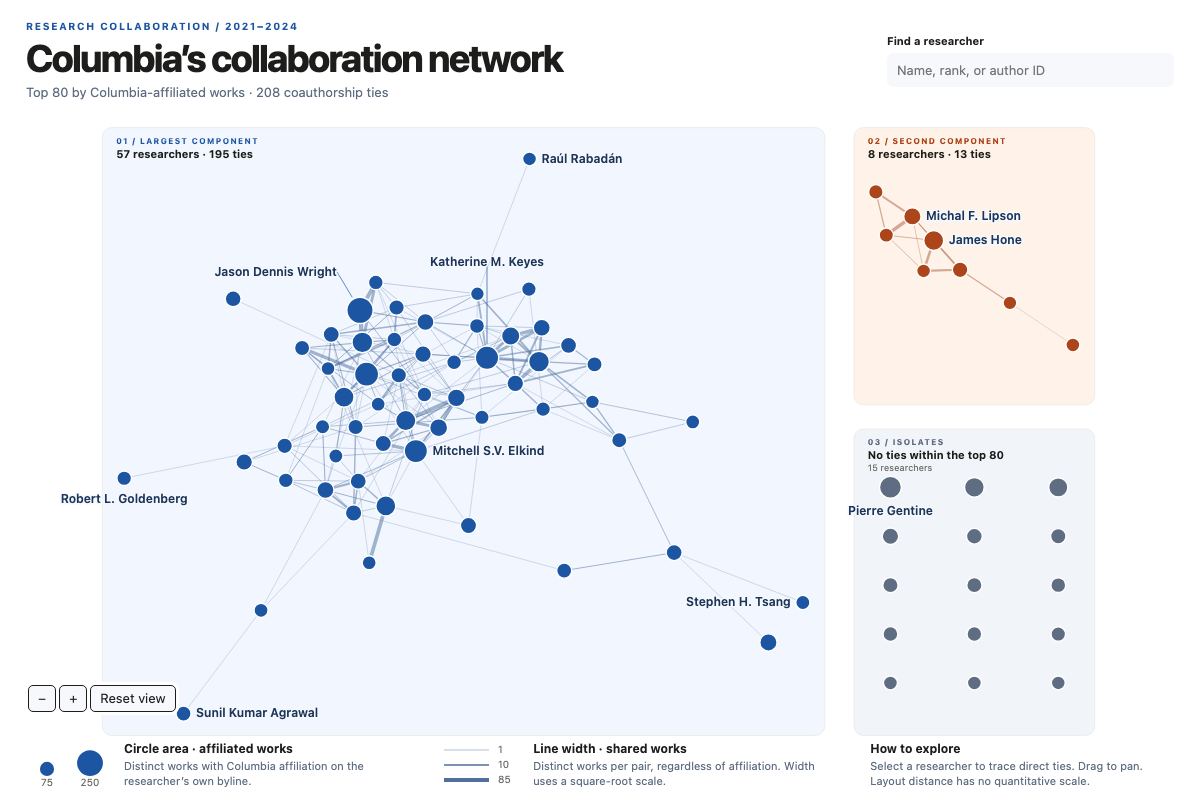 RESEARCH COLLABORATION / 2021–2024
Columbia’s collaboration network
Top 80 by Columbia-affiliated works · 208 coauthorship ties
Find a researcher
Name, rank, or author ID
01 / LARGEST COMPONENT
57 researchers · 195 ties
Raúl Rabadán
Katherine M. Keyes
Jason Dennis Wright
Mitchell S.V. Elkind
Robert L. Goldenberg
Stephen H. Tsang
Sunil Kumar Agrawal
02 / SECOND COMPONENT
8 researchers · 13 ties
Michal F. Lipson
James Hone
03 / ISOLATES
No ties within the top 80
15 researchers
Pierre Gentine
−
+
Reset view
75
250
Circle area · affiliated works
Distinct works with Columbia affiliation on the
researcher’s own byline.
1
10
85
Line width · shared works
Distinct works per pair, regardless of affiliation. Width
uses a square-root scale.
How to explore
Select a researcher to trace direct ties. Drag to pan.
Layout distance has no quantitative scale.